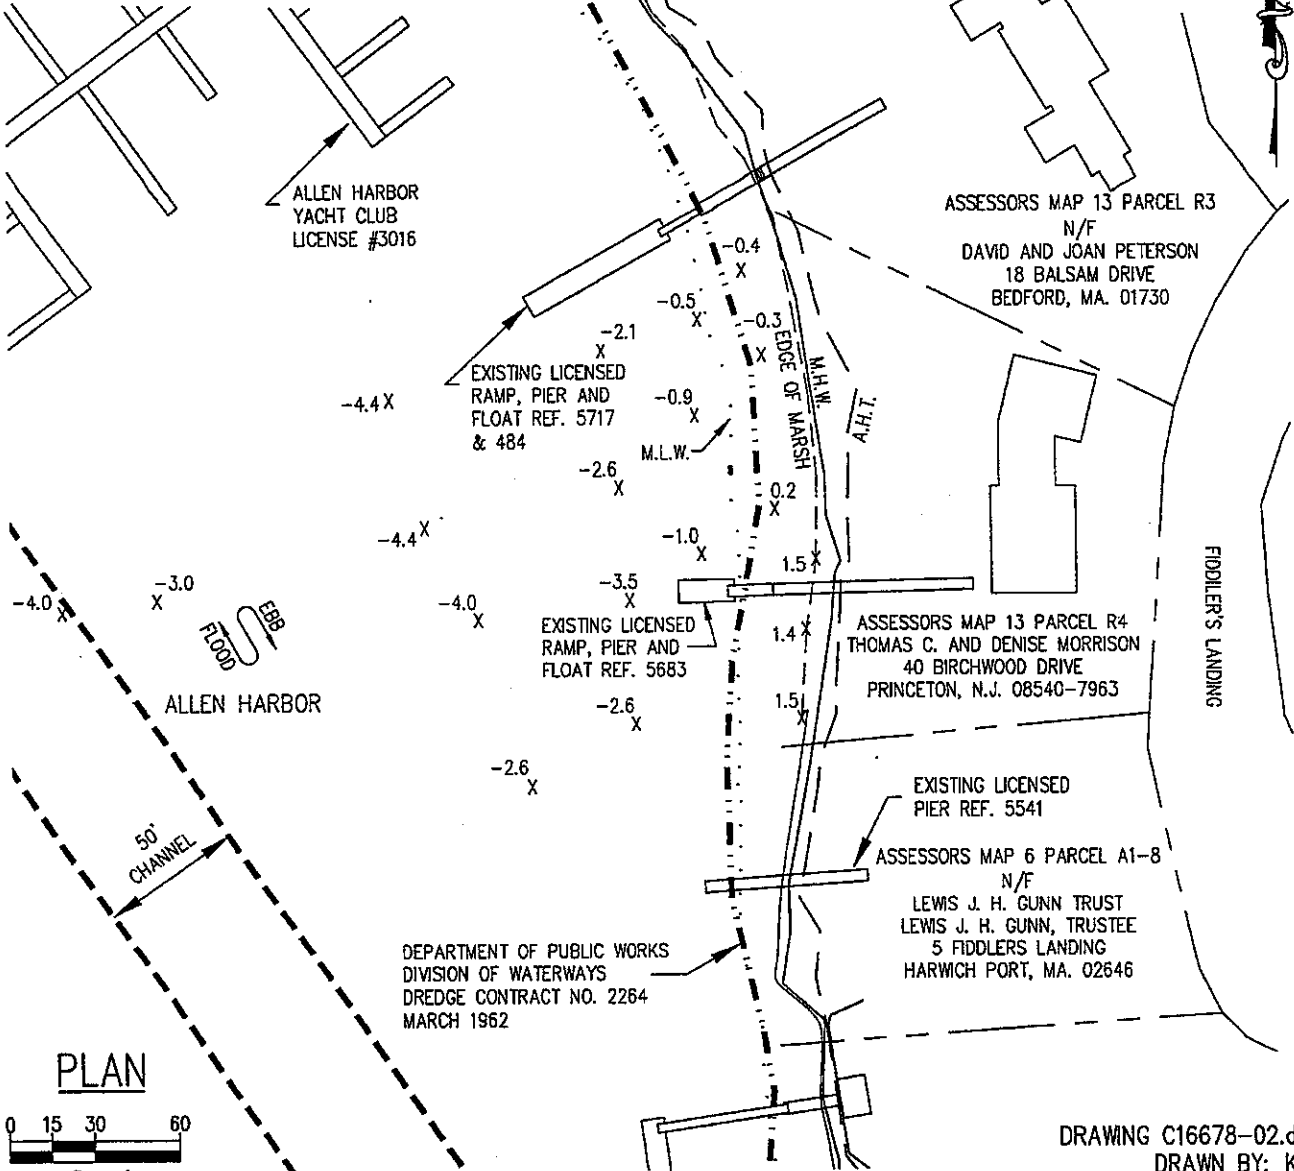 ALLEN HARBOR
YACHT CLUB
LICENSE #3016
ASSESSORS MAP 13 PARCEL R3
N/F
DAVID AND JOAN PETERSON
18 BALSAM DRIVE
BEDFORD, MA. 01730
-0.4
X
-0.5
X
-0.3
X
-2.1
X
EDGE OF MARSH
M.H.W.
A.H.T.
EXISTING LICENSED
RAMP, PIER AND
FLOAT REF. 5717
& 484
-4.4 X
-0.9
X
M.L.W.
-2.6
X
0.2
X
-4.4 X
-1.0
X
1.5 X
FIDDILER'S LANDING
-4.0 X
-3.0
X
EBB
FLOOD
-4.0
X
-3.5
X
EXISTING LICENSED
RAMP, PIER AND
FLOAT REF. 5683
1.4 X
ASSESSORS MAP 13 PARCEL R4
THOMAS C. AND DENISE MORRISON
40 BIRCHWOOD DRIVE
PRINCETON, N.J. 08540-7963
ALLEN HARBOR
-2.6
X
1.5
X
-2.6
X
EXISTING LICENSED
PIER REF. 5541
50'
CHANNEL
ASSESSORS MAP 6 PARCEL A1-8
N/F
LEWIS J. H. GUNN TRUST
LEWIS J. H. GUNN, TRUSTEE
5 FIDDLERS LANDING
HARWICH PORT, MA. 02646
DEPARTMENT OF PUBLIC WORKS
DIVISION OF WATERWAYS
DREDGE CONTRACT NO. 2264
MARCH 1962
PLAN
0 15 30 60
DRAWING C16678-02.d
DRAWN BY: K